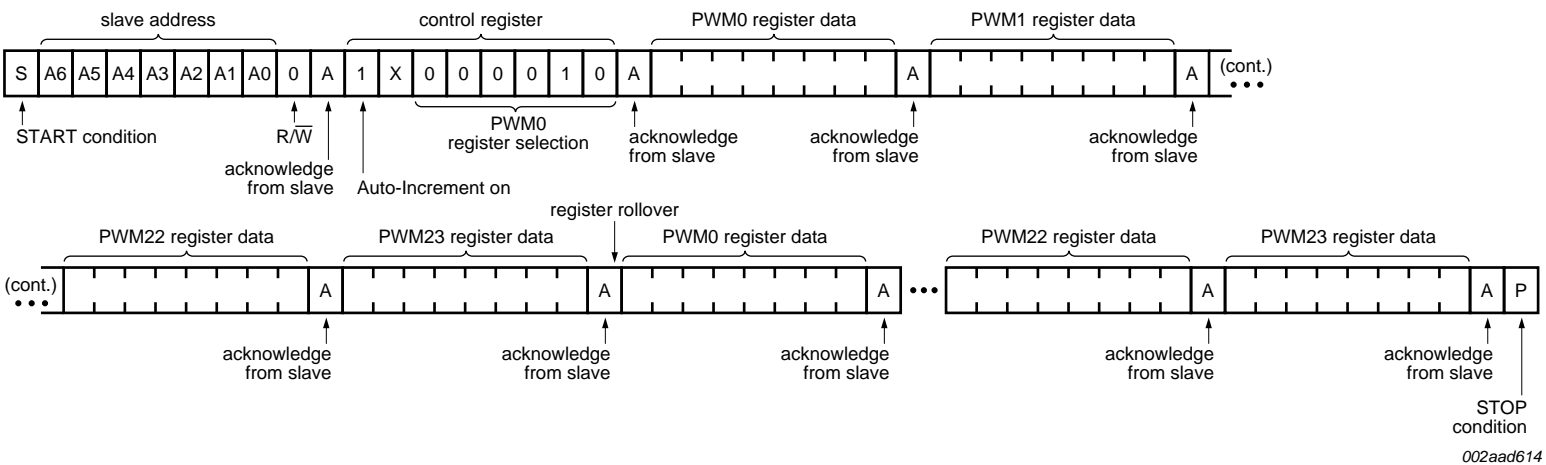 slave address
control register
PWM0 register data
PWM1 register data
S A6 A5 A4 A3 A2 A1 A0 0 A 1 X 0 0 0 0 1 0 A A A (cont.)
START condition
R/W̅
acknowledge
from slave
Auto-Increment on
PWM0
register selection
acknowledge
from slave
acknowledge
from slave
acknowledge
from slave
register rollover
PWM22 register data
PWM23 register data
PWM0 register data
PWM22 register data
PWM23 register data
(cont.) A A A A A P
acknowledge
from slave
acknowledge
from slave
acknowledge
from slave
acknowledge
from slave
acknowledge
from slave
STOP
condition
002aad614